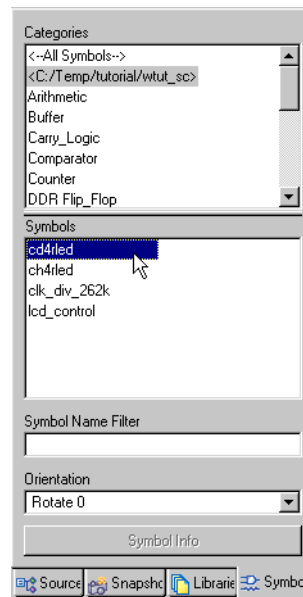 Categories
<--All Symbols-->
<C:/Temp/tutorial/wtut_sc>
Arithmetic
Buffer
Carry_Logic
Comparator
Counter
DDR Flip_Flop
Symbols
cd4rled
ch4rled
clk_div_262k
lcd_control
Symbol Name Filter
Orientation
Rotate 0
Symbol Info
Source Snapsho Librarie Symbo